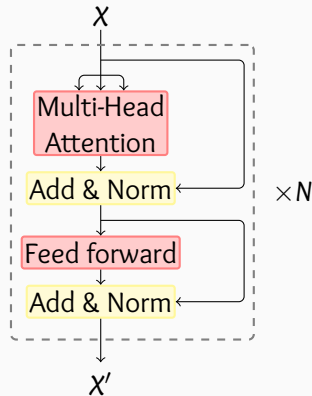 X
Multi-Head
Attention
Add & Norm
× N
Feed forward
Add & Norm
X′